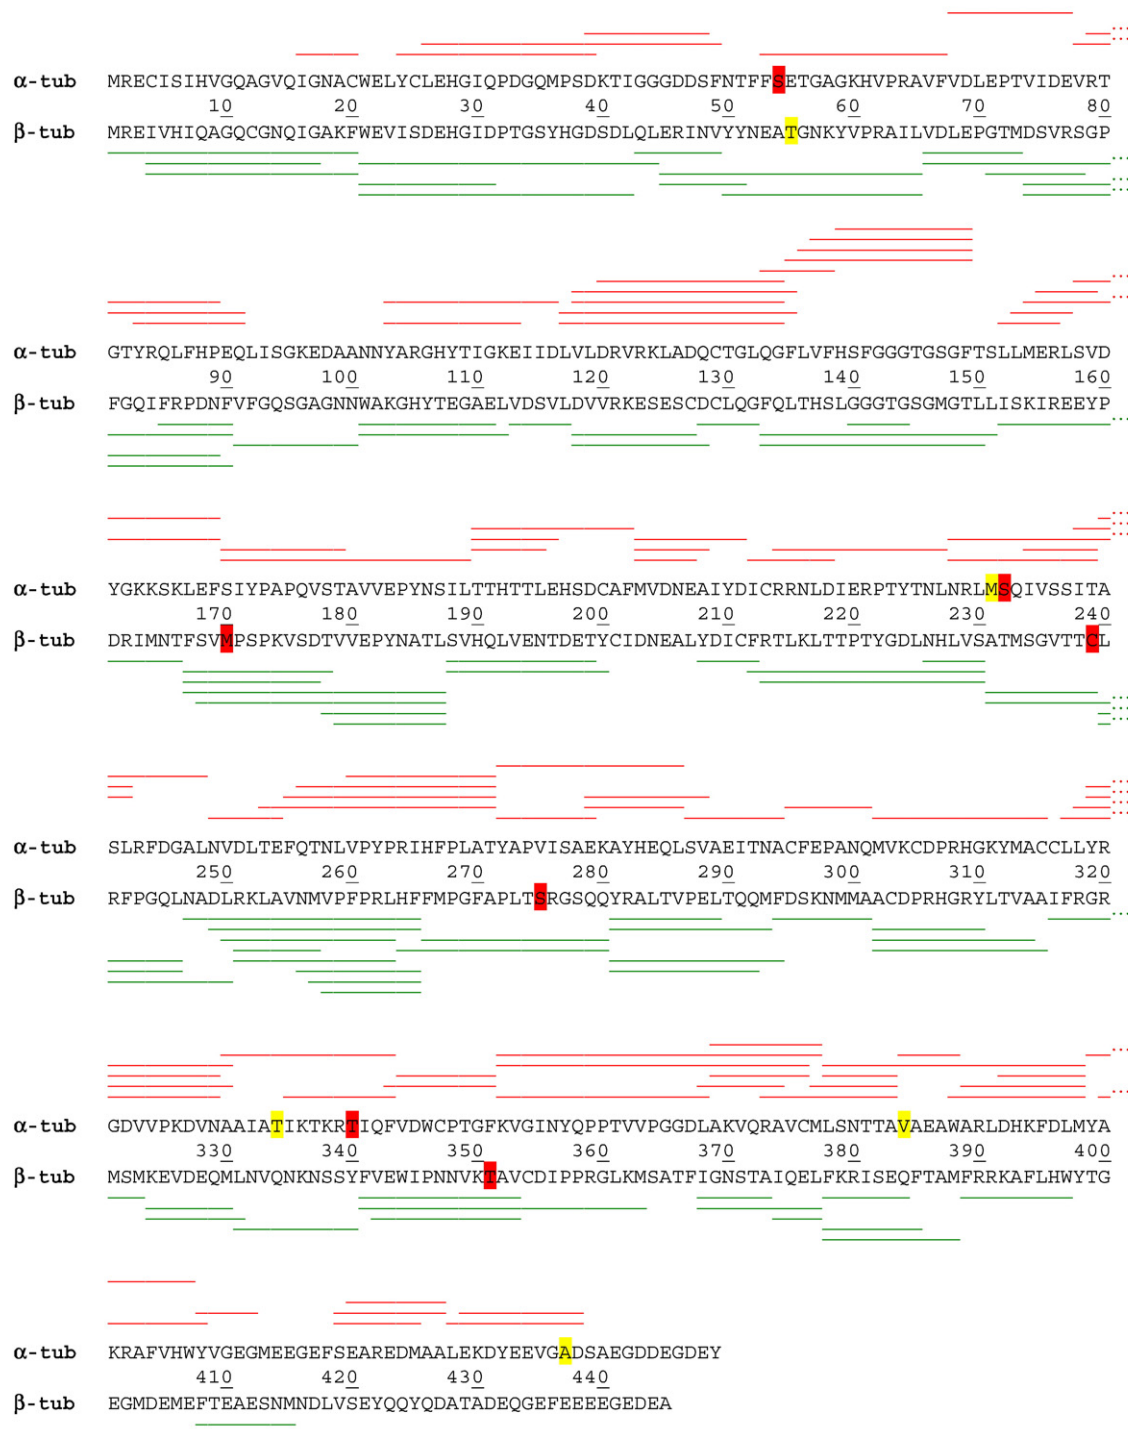 α-tub MRECISIHVGQAGVQIGNACWELYCLEHGIQPDGQMPSDKTIGGGDDSFNTFFSETGAGKHVPRAVFVDLEPTVIDEVRT
10 20 30 40 50 60 70 80
β-tub MREIVHIQAGQCGNQIGAKFWEVISDEHGIDPTGSYHGDSDLQLERINVYYNEATGNKYVPRAILVDLEPGTMDSVRSGP
α-tub GTYRQLFHPEQLISGKEDAANNYARGHYTIGKEIIDLVLDRVRKLADQCTGLQGFLVFHSFGGGTGSGFTSLLMERLSVD
90 100 110 120 130 140 150 160
β-tub FGQIFRPDNFVFGQSGAGNNWAKGHYTEGAELVDSVLDVVRKESESCDCLQGFQLTHSLGGGTGSGMGTLLISKIREEYP
α-tub YGKKSKLEFSIYPAPQVSTAVVEPYNSILTTHTTLEHSDCAFMVDNEAIYDICRRNLDIERPTYTNLNRLMSQIVSSITA
170 180 190 200 210 220 230 240
β-tub DRIMNTFSVMPSPKVSDTVVEPYNATLSVHQLVENTDETYCIDNEALYDICFRTLKLTTPTYGDLNHLVSATMSGVTTCL
α-tub SLRFDGALNVDLTEFQTNLVPYPRIHFPLATYAPVISAEKAYHEQLSVAEITNACFEPANQMVKCDPRHGKYMACCLLYR
250 260 270 280 290 300 310 320
β-tub RFPGQLNADLRKLAVNMVPFPRLHFFMPGFAPLTSRGSQQYRALTVPELTQQMFDSKNMMAACDPRHGRYLTVAAIFRGR
α-tub GDVVPKDVNAAIATIKTKRTIQFVDWCPTGFKVGINYQPPTVVPGGDLAKVQRAVCMLSNTTAVAEAWARLDHKFDLMYA
330 340 350 360 370 380 390 400
β-tub MSMKEVDEQMLNVQNKNSSYFVEWIPNNVKTAVCDIPPRGLKMSATFIGNSTAIQELFKRISEQFTAMFRRKAFLHWYTG
α-tub KRAFVHWYVGEGMEEGEFSEAREDMAALEKDYEEVGADSAEGDDEGDEY
410 420 430 440
β-tub EGMDEMEFTEAESNMNDLVSEYQQYQDATADEQGEFEEEEGEDEA